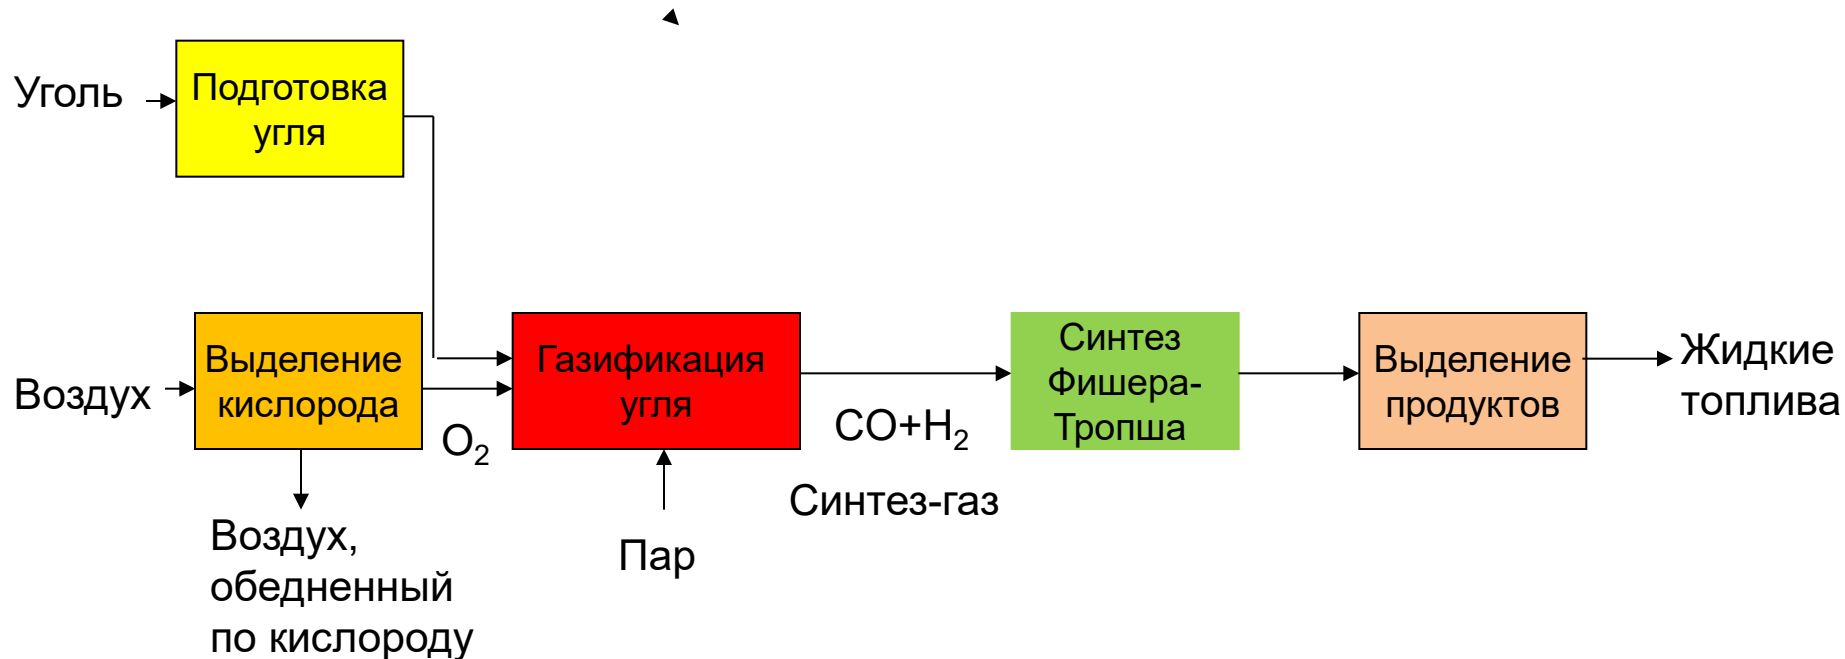 Уголь
Подготовка
угля
Воздух
Выделение
кислорода
O₂
Воздух,
обедненный
по кислороду
Газификация
угля
Пар
CO+H₂
Синтез-газ
Синтез
Фишера-
Тропша
Выделение
продуктов
Жидкие
топлива